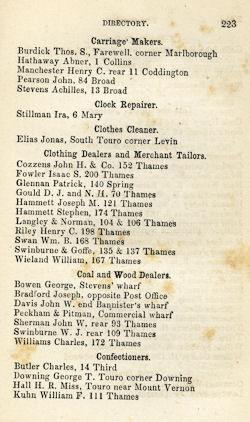 DIRECTORY. 223
Carriage Makers.
Burdick Thos. S., Farewell, corner Marlborough
Hathaway Abner, 1 Collins
Manchester Henry C. rear 11 Coddington
Pearson John, 84 Broad
Stevens Achilles, 13 Broad
Clock Repairer.
Stillman Ira, 6 Mary
Clothes Cleaner.
Elias Jonas, South Touro corner Levin
Clothing Dealers and Merchant Tailors.
Cozzens John H. & Co. 152 Thames
Fowler Isaac S. 200 Thames
Glennan Patrick, 140 Spring
Gould D. J. and N. H. 70 Thames
Hammett Joseph M. 121 Thames
Hammett Stephen, 174 Thames
Langley & Norman, 104 & 106 Thames
Riley Henry C. 198 Thames
Swan Wm. B. 168 Thames
Swinburne & Goffe, 135 & 137 Thames
Wieland William, 167 Thames
Coal and Wood Dealers.
Bowen George, Stevens' wharf
Bradford Joseph, opposite Post Office
Davis John W. end Bannister's wharf
Peckham & Pitman, Commercial wharf
Sherman John W. rear 93 Thames
Swinburne W. J. rear 109 Thames
Williams Charles, 172 Thames
Confectioners.
Butler Charles, 14 Third
Downing George T. Touro corner Downing
Hall H. R. Miss, Touro near Mount Vernon
Kuhn William F. 111 Thames